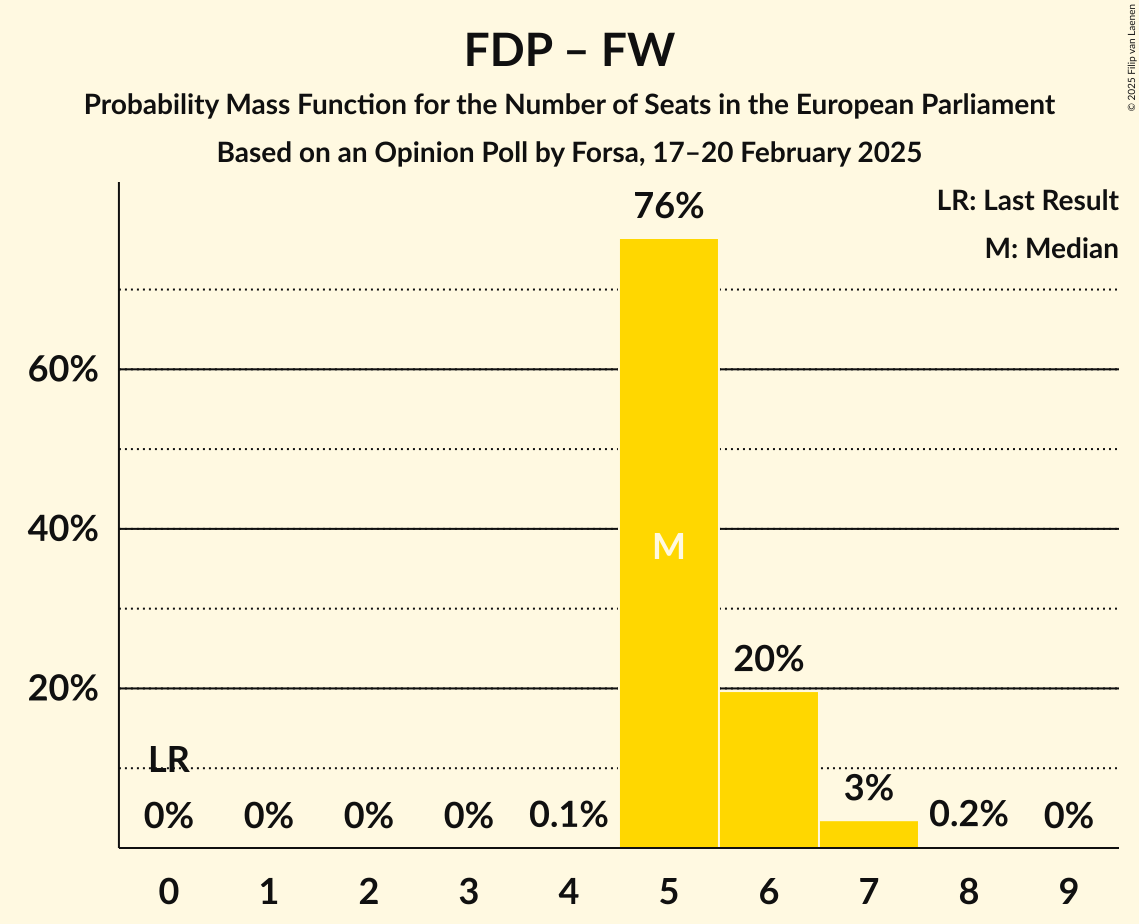 FDP – FW
Probability Mass Function for the Number of Seats in the European Parliament
Based on an Opinion Poll by Forsa, 17–20 February 2025
© 2025 Filip van Laenen
LR: Last Result
M: Median
76%
60%
40%
M
20%
20%
LR
0%
0%
0%
0%
0.1%
3%
0.2%
0%
0
1
2
3
4
5
6
7
8
9